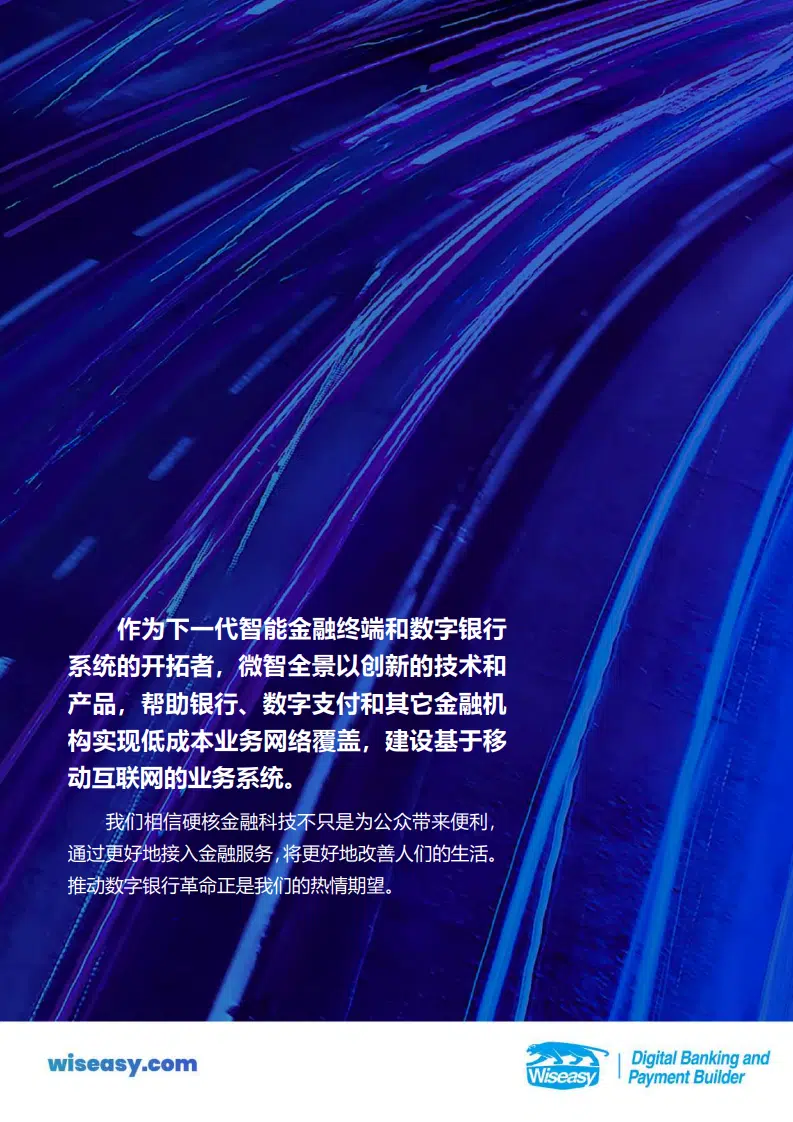 作为下一代智能金融终端和数字银行
系统的开拓者，微智全景以创新的技术和
产品，帮助银行、数字支付和其它金融机
构实现低成本业务网络覆盖，建设基于移
动互联网的业务系统。
我们相信硬核金融科技不只是为公众带来便利，
通过更好地接入金融服务，将更好地改善人们的生活。
推动数字银行革命正是我们的热情期望。
wiseasy.com
Wiseasy
Digital Banking and
Payment Builder